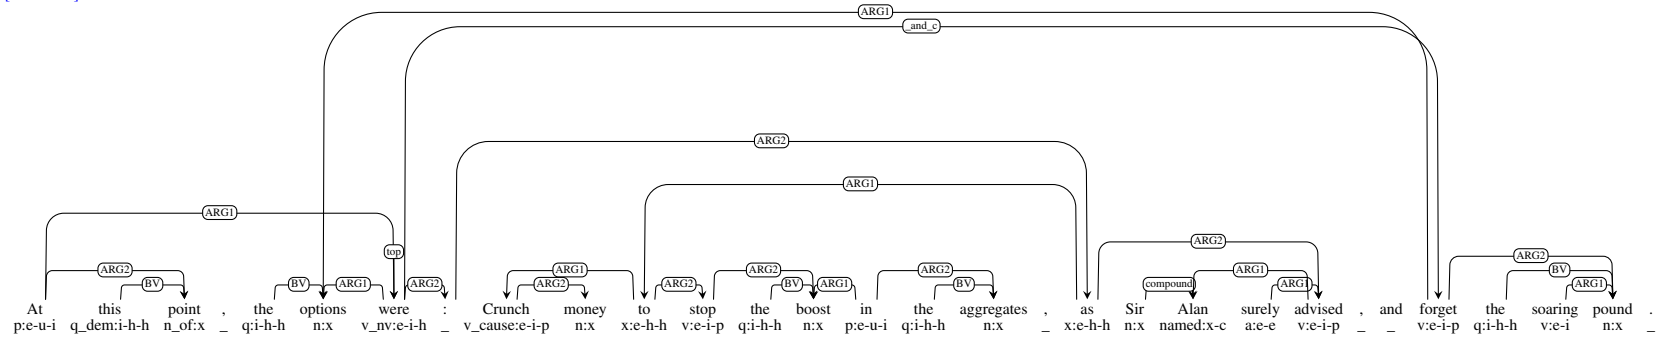 ARG1
_and_c
ARG2
ARG1
ARG1
top
ARG2
ARG2
BV BV ARG1 ARG2 ARG1 ARG2 ARG2 ARG2 BV ARG1 ARG2 BV compound ARG1 ARG1 ARG2 BV ARG1
At this point , the options were : Crunch money to stop the boost in the aggregates , as Sir Alan surely advised , and forget the soaring pound .
p:e-u-i q_dem:i-h-h n_of:x _ q:i-h-h n:x v_nv:e-i-h _ v_cause:e-i-p n:x x:e-h-h v:e-i-p q:i-h-h n:x p:e-u-i q:i-h-h n:x _ x:e-h-h n:x named:x-c a:e-e v:e-i-p _ _ v:e-i-p q:i-h-h v:e-i n:x _